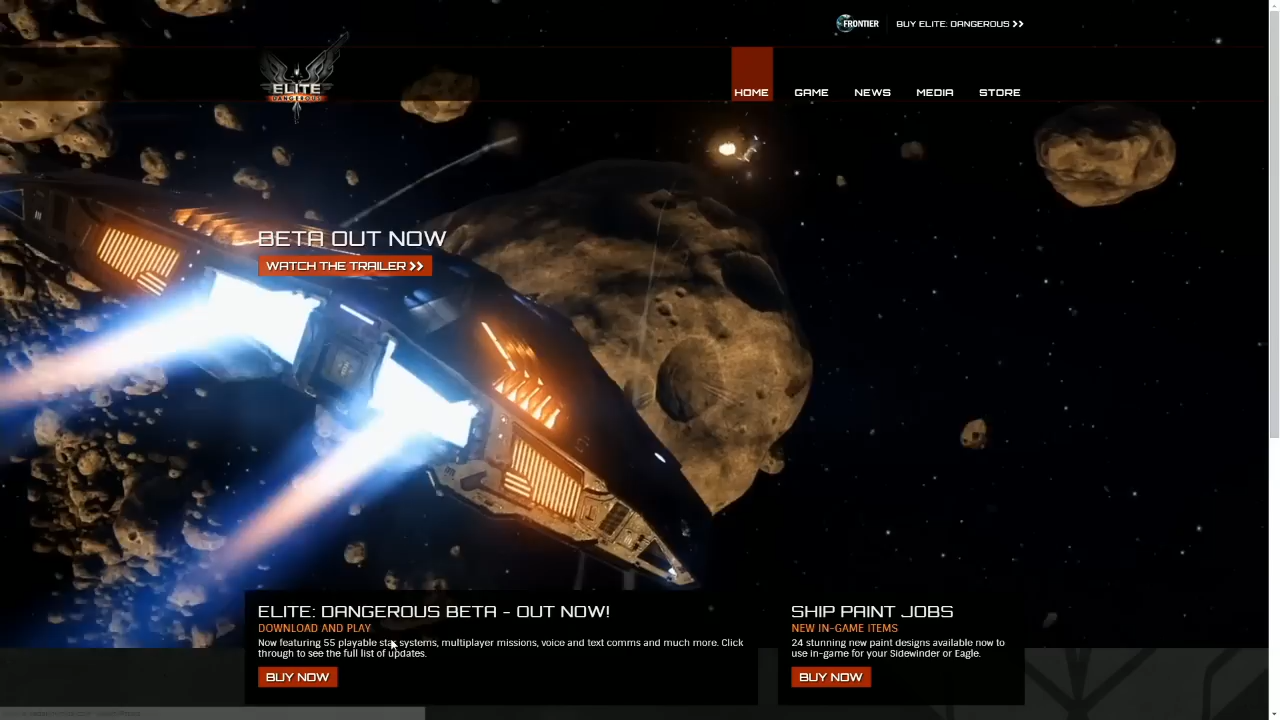 FRONTIER
BUY ELITE: DANGEROUS >>
ELITE
DANGEROUS
HOME GAME NEWS MEDIA STORE
BETA OUT NOW
WATCH THE TRAILER >>
ELITE: DANGEROUS BETA - OUT NOW!
DOWNLOAD AND PLAY
Now featuring 55 playable star systems, multiplayer missions, voice and text comms and much more. Click
through to see the full list of updates.
BUY NOW
SHIP PAINT JOBS
NEW IN-GAME ITEMS
24 stunning new paint designs available now to
use in-game for your Sidewinder or Eagle.
BUY NOW